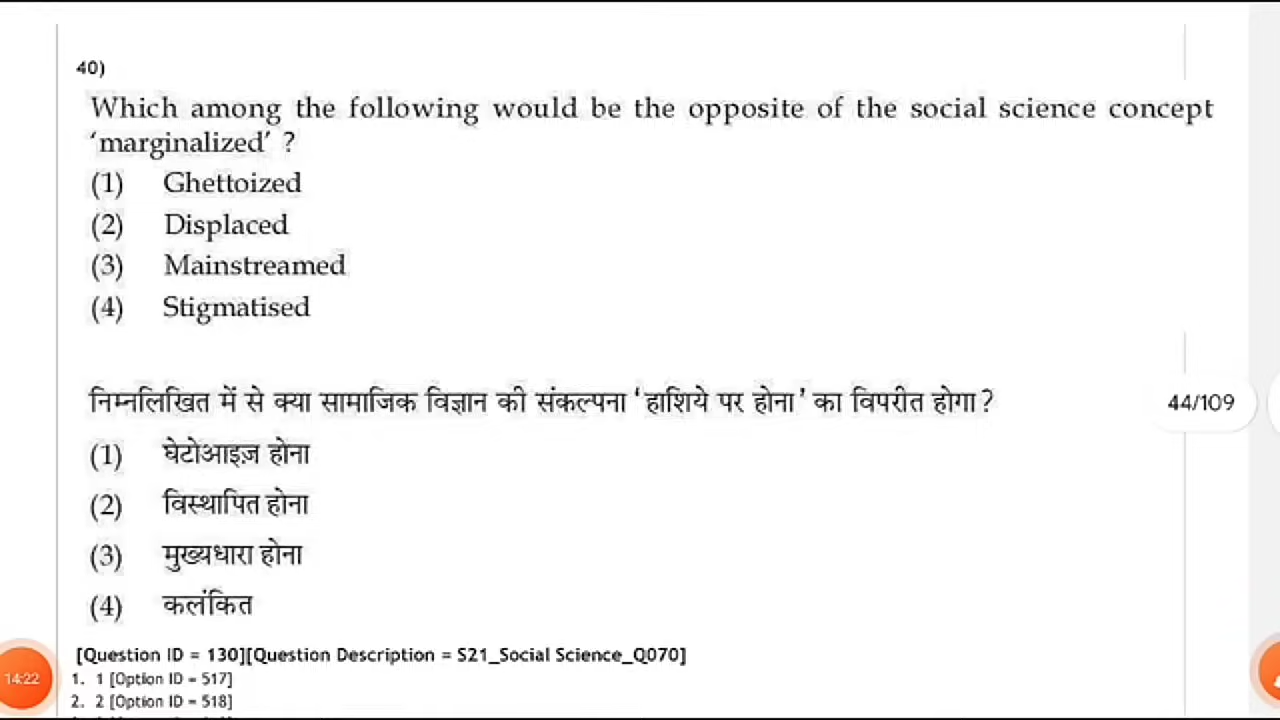 40)
Which among the following would be the opposite of the social science concept
‘marginalized’ ?
(1) Ghettoized
(2) Displaced
(3) Mainstreamed
(4) Stigmatised
निम्नलिखित में से क्या सामाजिक विज्ञान की संकल्पना ‘हाशिये पर होना’ का विपरीत होगा ?
44/109
(1) घेटोआइज़ होना
(2) विस्थापित होना
(3) मुख्यधारा होना
(4) कलंकित
[Question ID = 130][Question Description = S21_Social Science_Q070]
14:22
1. 1 [Option ID = 517]
2. 2 [Option ID = 518]